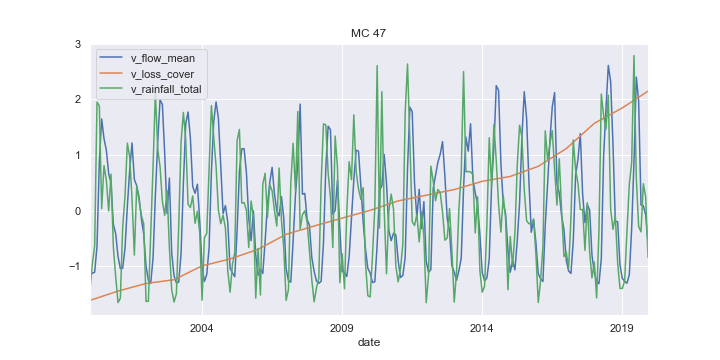 MC 47
v_flow_mean
v_loss_cover
v_rainfall_total
3
2
1
0
−1
2004
2009
2014
2019
date